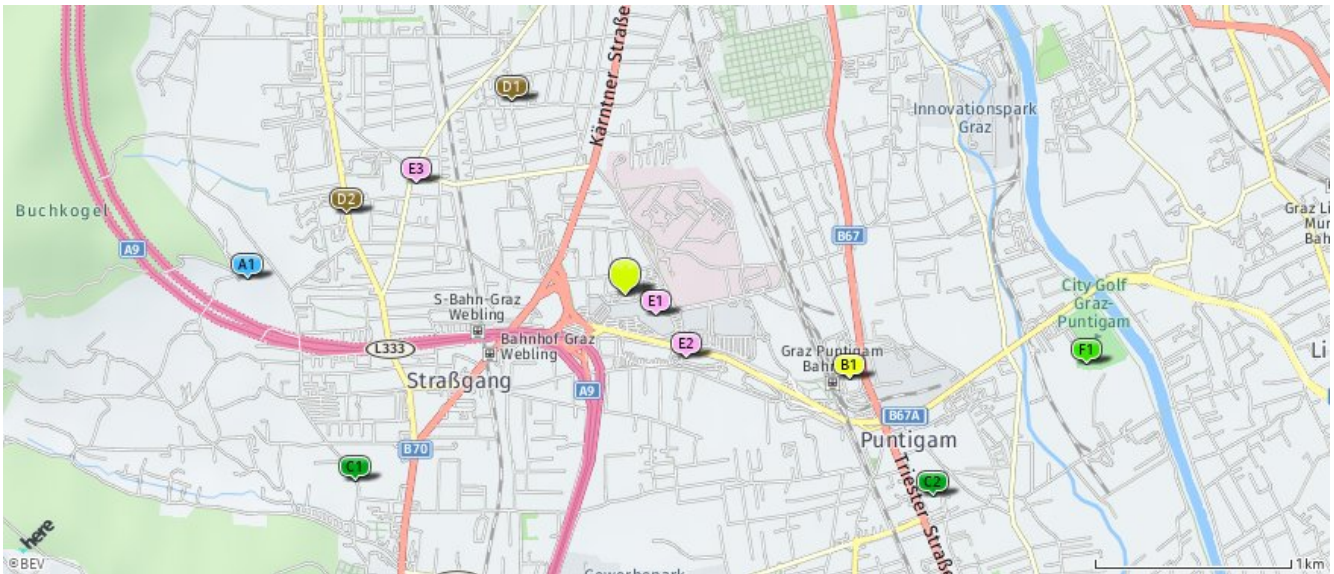 Kärntner Straße
D1
Innovationspark
Graz
E3
D2
Buchkogel
A9
A1
B67
S-Bahn-Graz
Webling
E1
Bahnhof Graz
Webling
E2
L333
Straßgang
A9
City Golf
Graz-
Puntigam
F1
Graz Puntigam
B1
B67A
Puntigam
B70
C1
C2
Triester Straße
here
©BEV
1km